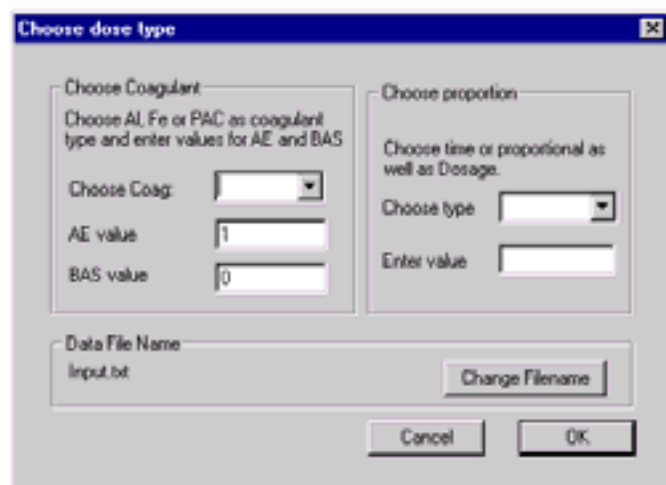 Choose dose type
Choose Coagulant
Choose Al, Fe or PAC as coagulant
type and enter values for AE and BAS
Choose Coag:
AE value
1
BAS value
0
Choose proportion
Choose time or proportional as
well as Dosage.
Choose type
Enter value
Data File Name
Input.txt
Change Filename
Cancel
OK